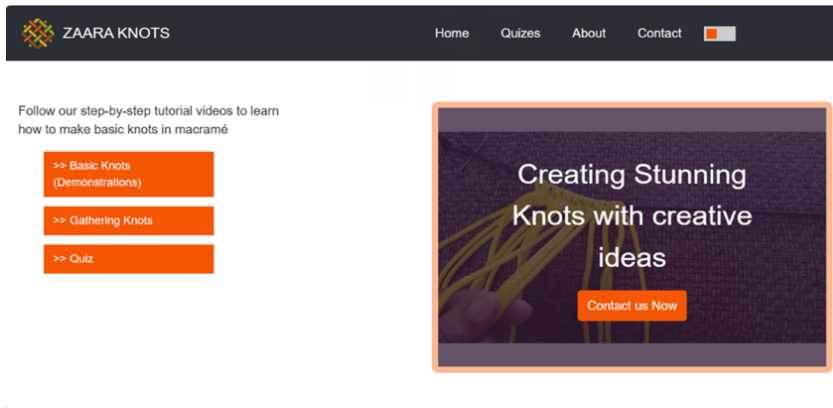 ZAARA KNOTS
Home Quizes About Contact
Follow our step-by-step tutorial videos to learn
how to make basic knots in macramé
>> Basic Knots
(Demonstrations)
>> Gathering Knots
>> Quiz
Creating Stunning
Knots with creative
ideas
Contact us Now